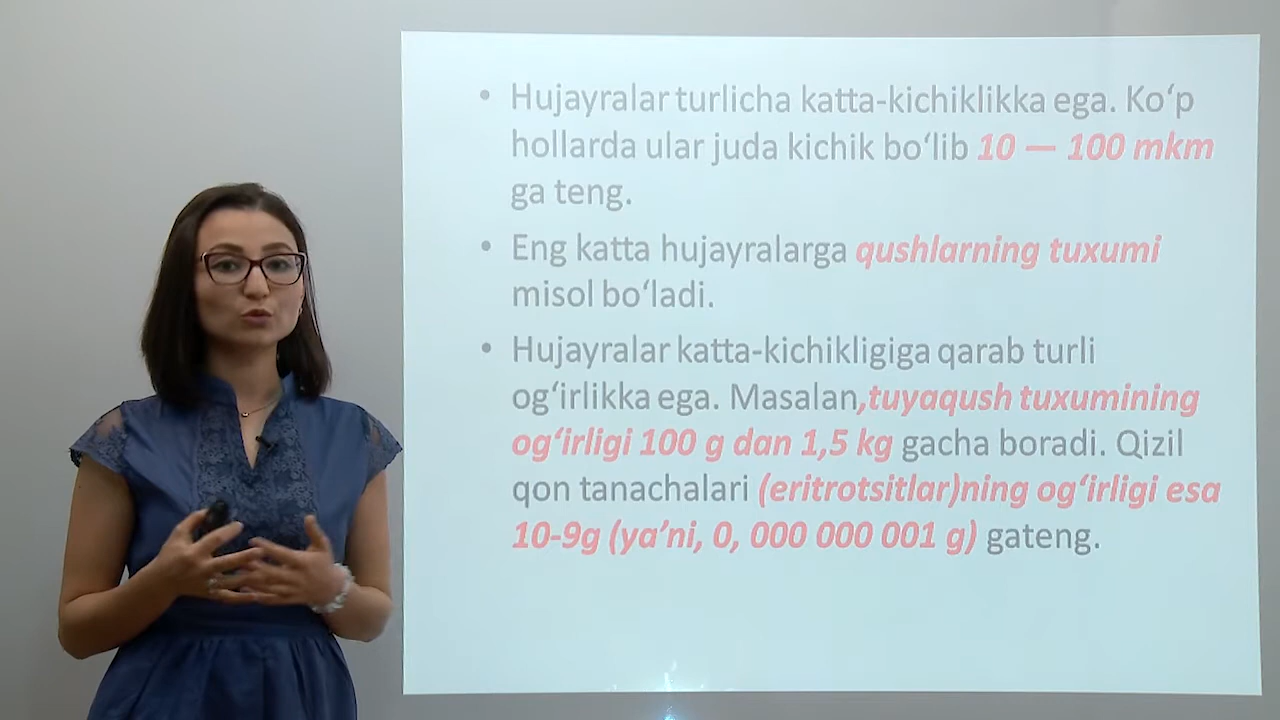 • Hujayralar turlicha katta-kichiklikka ega. Ko‘p
hollarda ular juda kichik bo‘lib 10 — 100 mkm
ga teng.
• Eng katta hujayralarga qushlarning tuxumi
misol bo‘ladi.
• Hujayralar katta-kichikligiga qarab turli
og‘irlikka ega. Masalan,tuyaqush tuxumining
og‘irligi 100 g dan 1,5 kg gacha boradi. Qizil
qon tanachalari (eritrotsitlar)ning og‘irligi esa
10-9g (ya’ni, 0, 000 000 001 g) gateng.